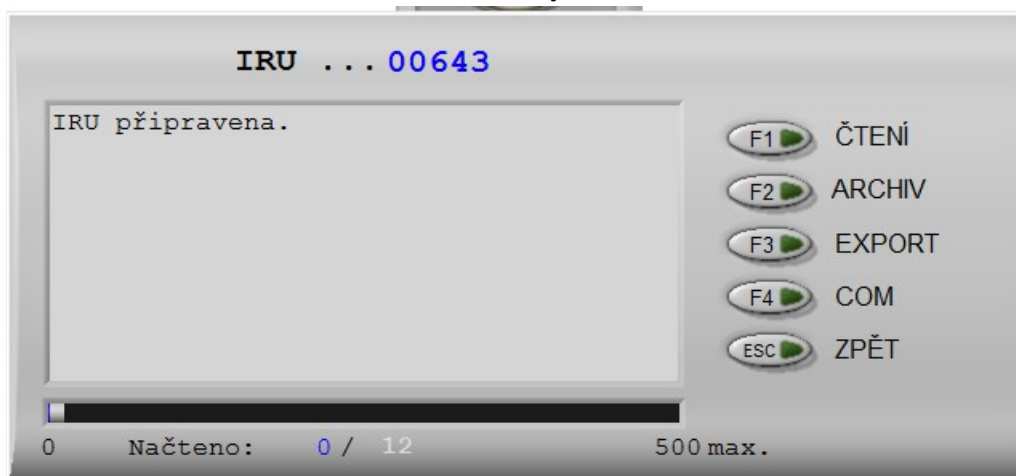 IRU ... 00643
IRU připravena.
F1 ČTENÍ
F2 ARCHIV
F3 EXPORT
F4 COM
ESC ZPĚT
0 Načteno: 0 / 12 500 max.